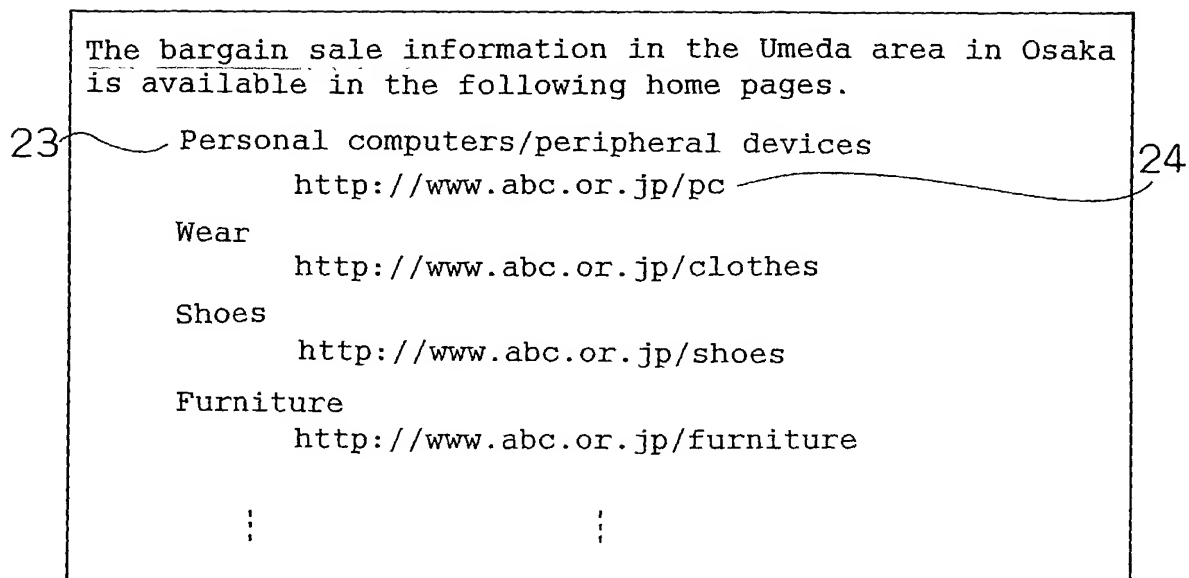 The bargain sale information in the Umeda area in Osaka
is available in the following home pages.
23 Personal computers/peripheral devices
http://www.abc.or.jp/pc 24
Wear
http://www.abc.or.jp/clothes
Shoes
http://www.abc.or.jp/shoes
Furniture
http://www.abc.or.jp/furniture